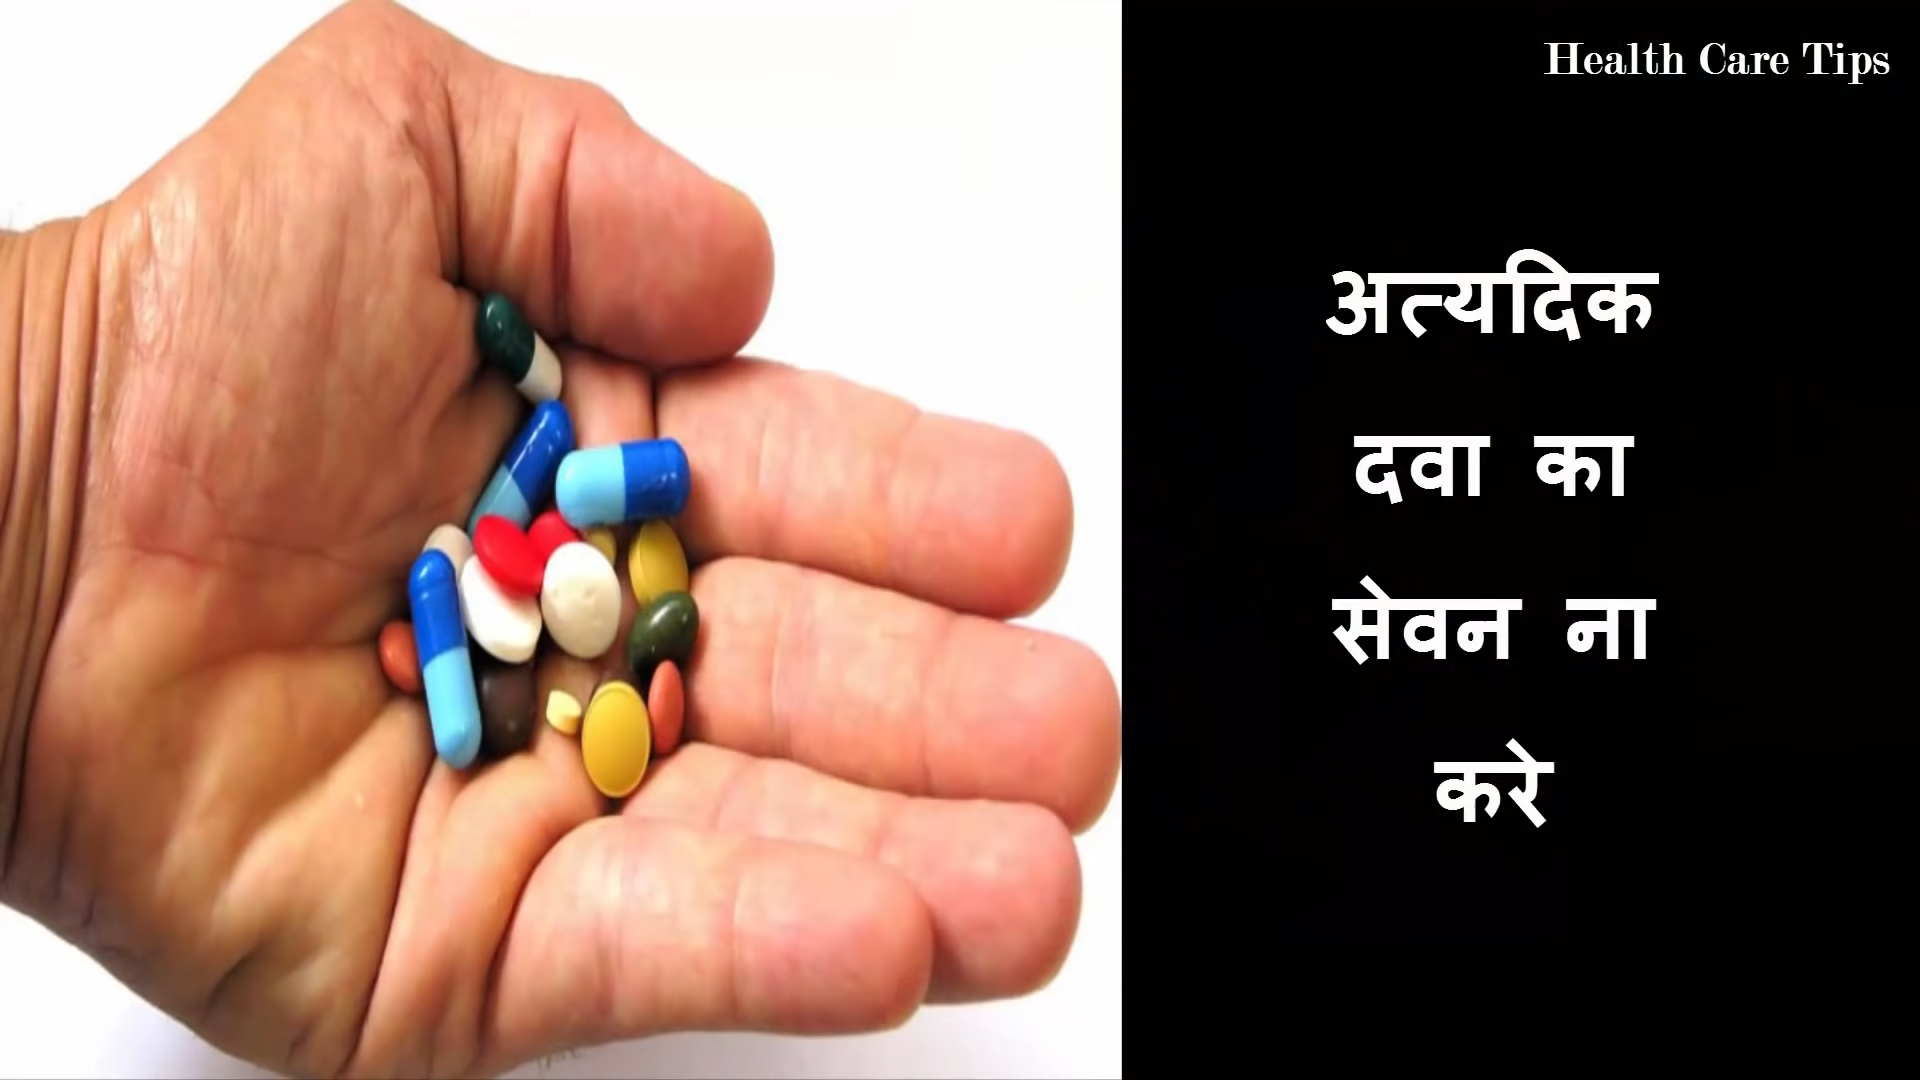 Health Care Tips
अत्यदिक
दवा का
सेवन ना
करे